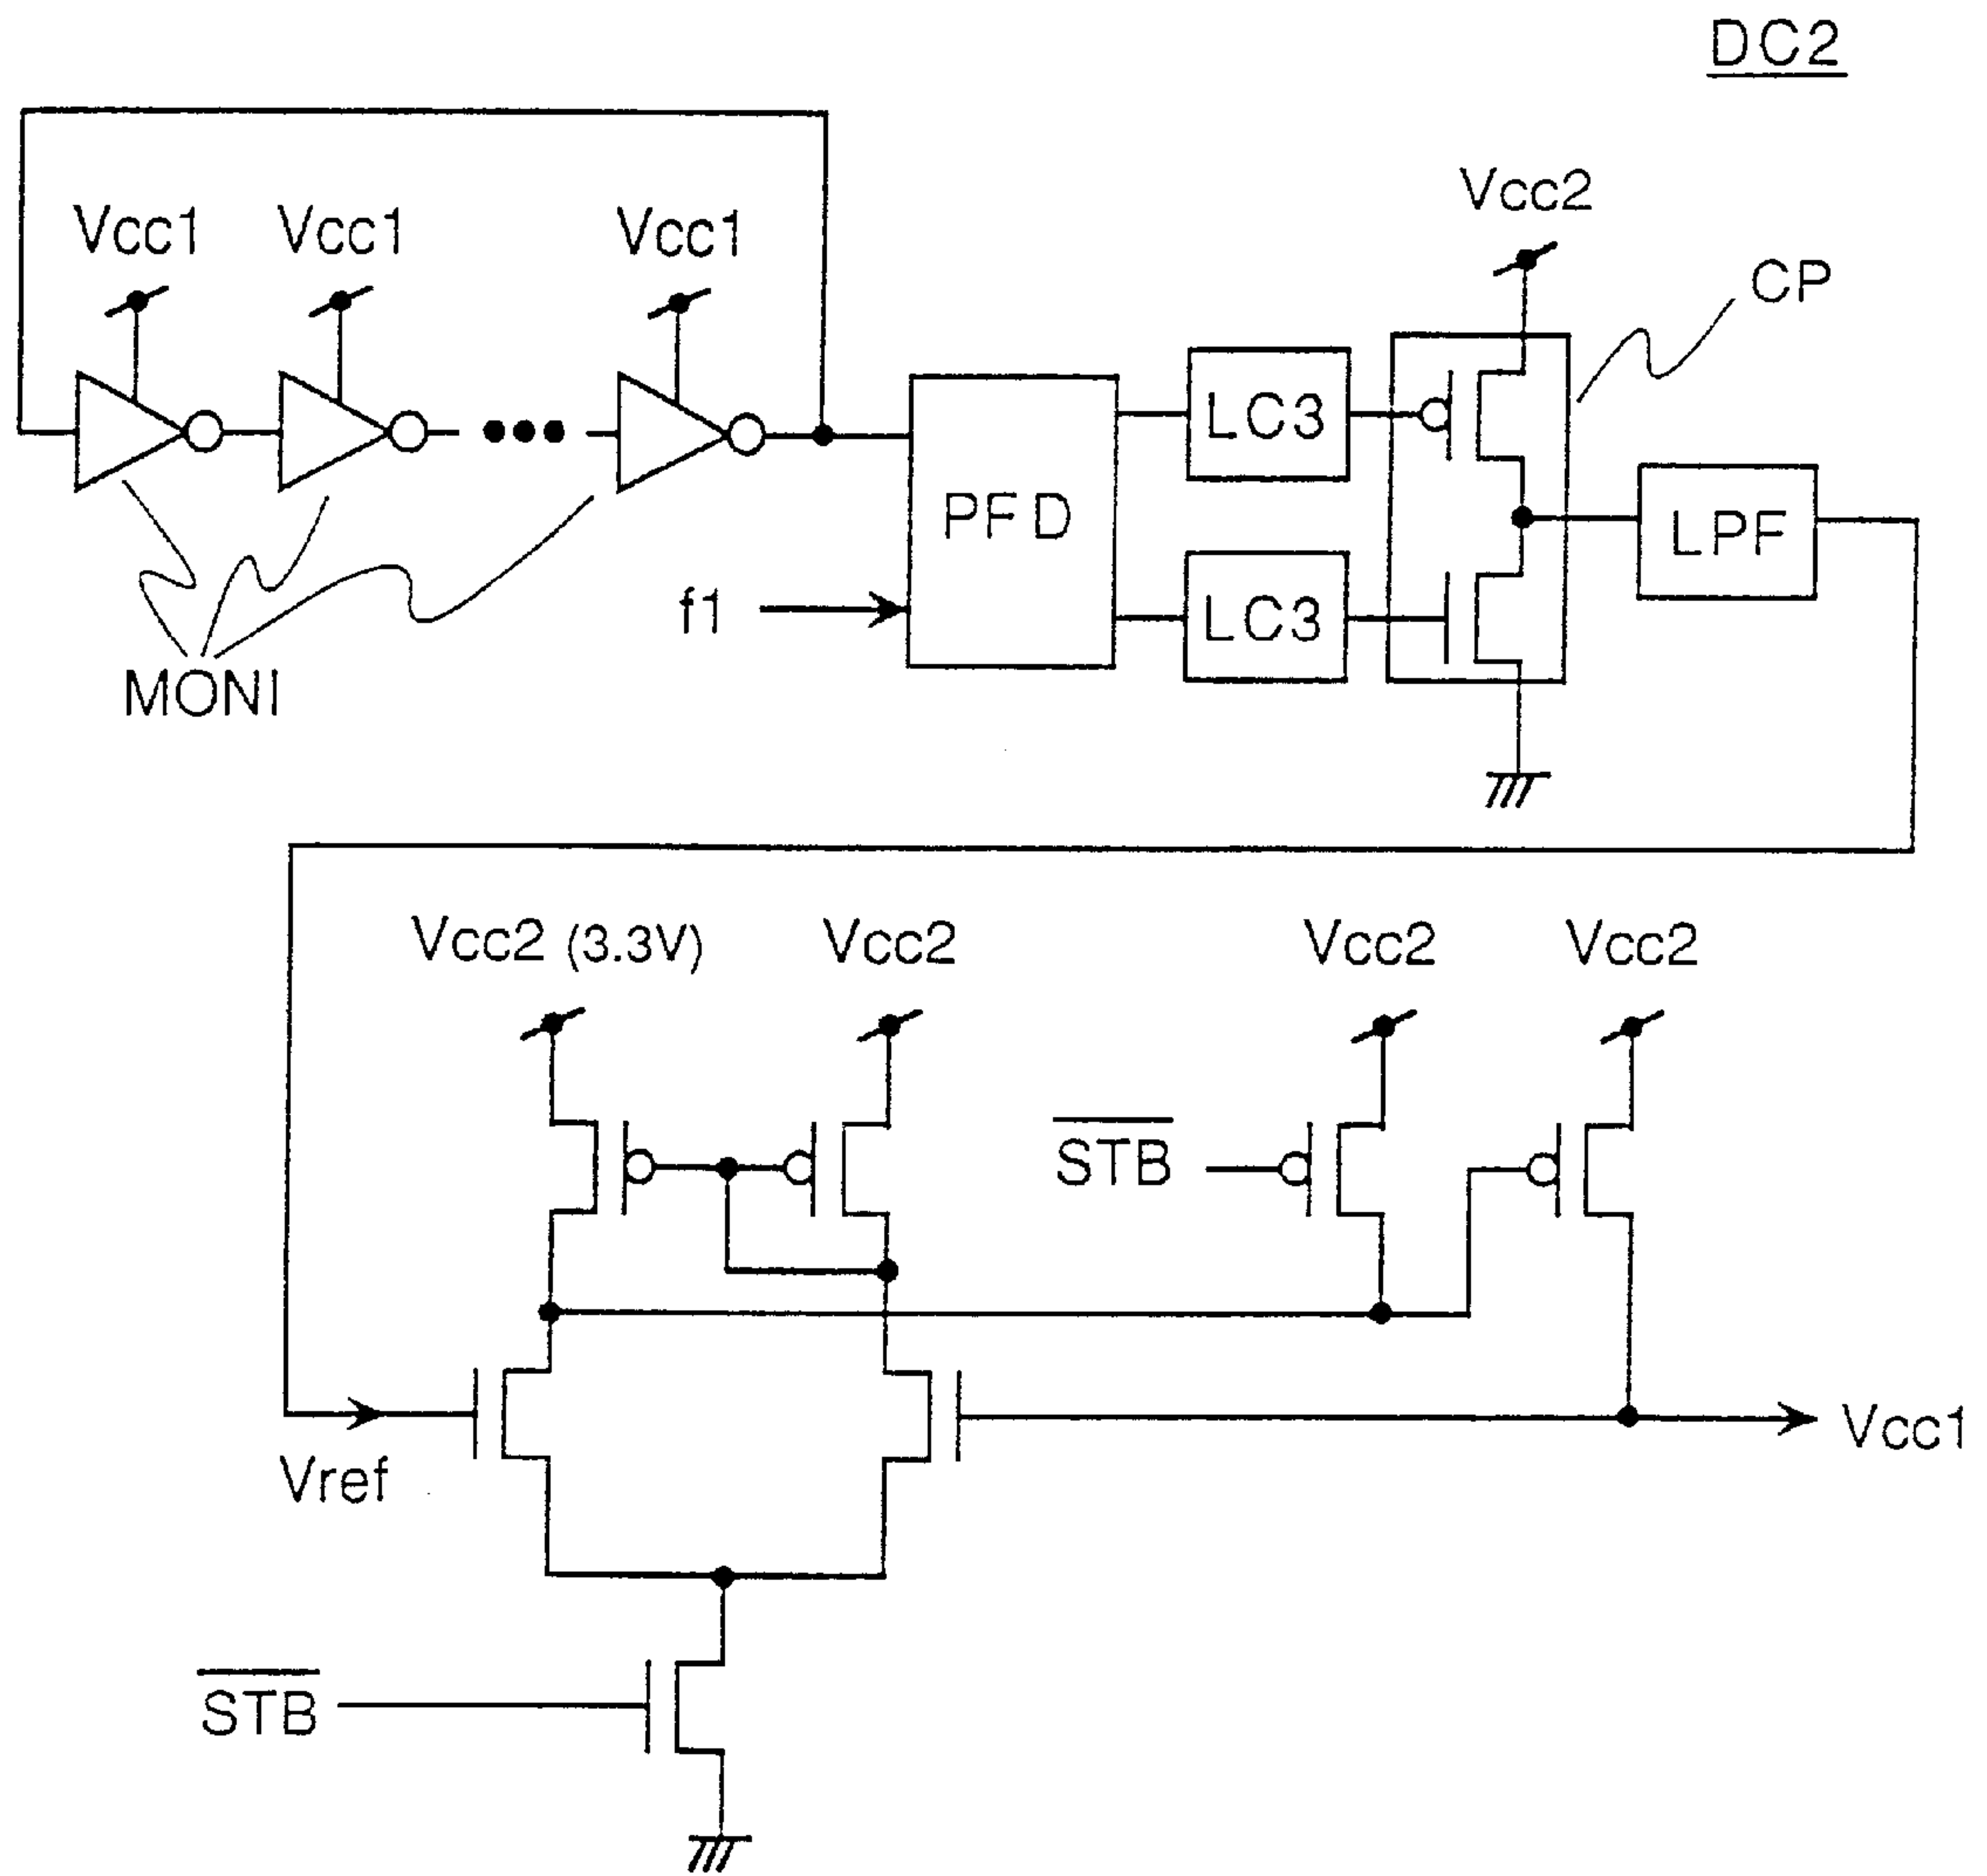 DC2
Vcc1 Vcc1 Vcc1
Vcc2
CP
LC3
PFD
LPF
f1
LC3
MONI
Vcc2 (3.3V) Vcc2 Vcc2 Vcc2
STB
Vref
Vcc1
STB